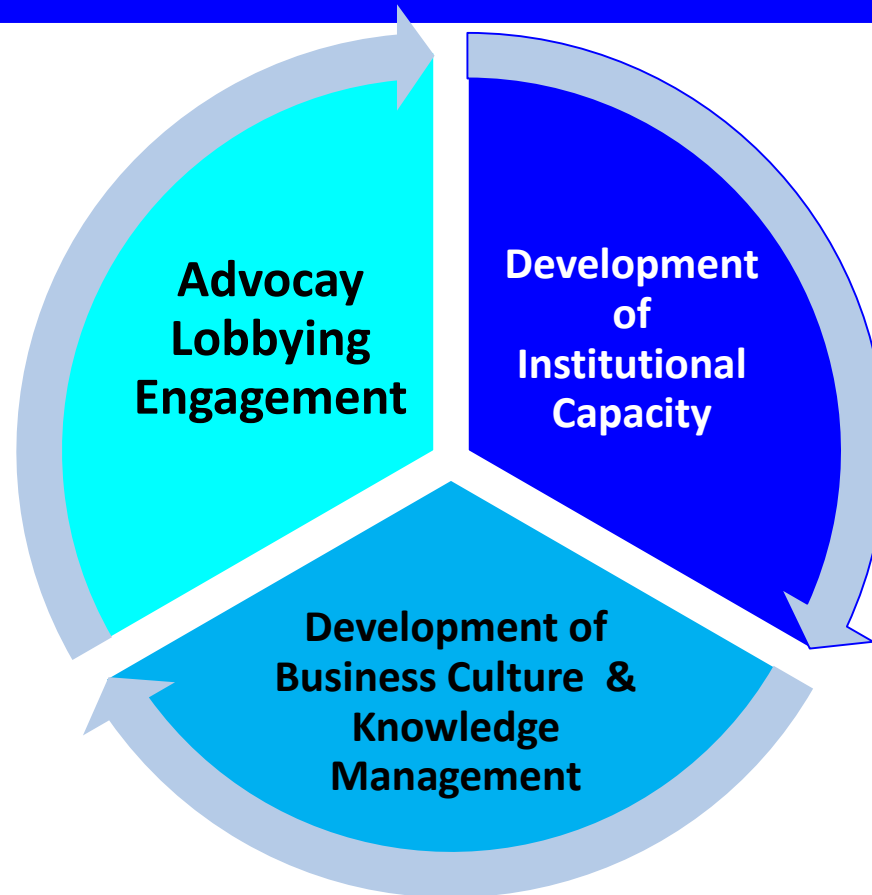 Advocay
Lobbying
Engagement
Development
of
Institutional
Capacity
Development of
Business Culture  &
Knowledge
Management